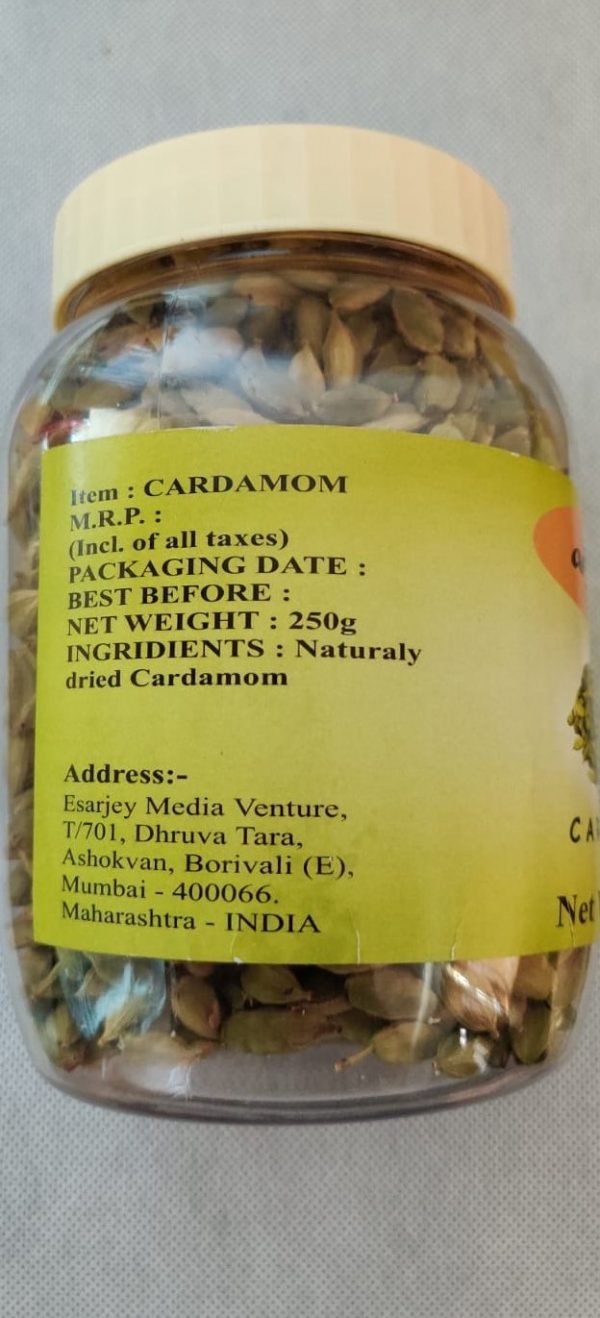 Item : CARDAMOM
M.R.P. :
(Incl. of all taxes)
PACKAGING DATE :
BEST BEFORE :
NET WEIGHT : 250g
INGRIDIENTS : Naturaly
dried Cardamom
Address:-
Esarjey Media Venture,
T/701, Dhruva Tara,
Ashokvan, Borivali (E),
Mumbai - 400066.
Maharashtra - INDIA
Net